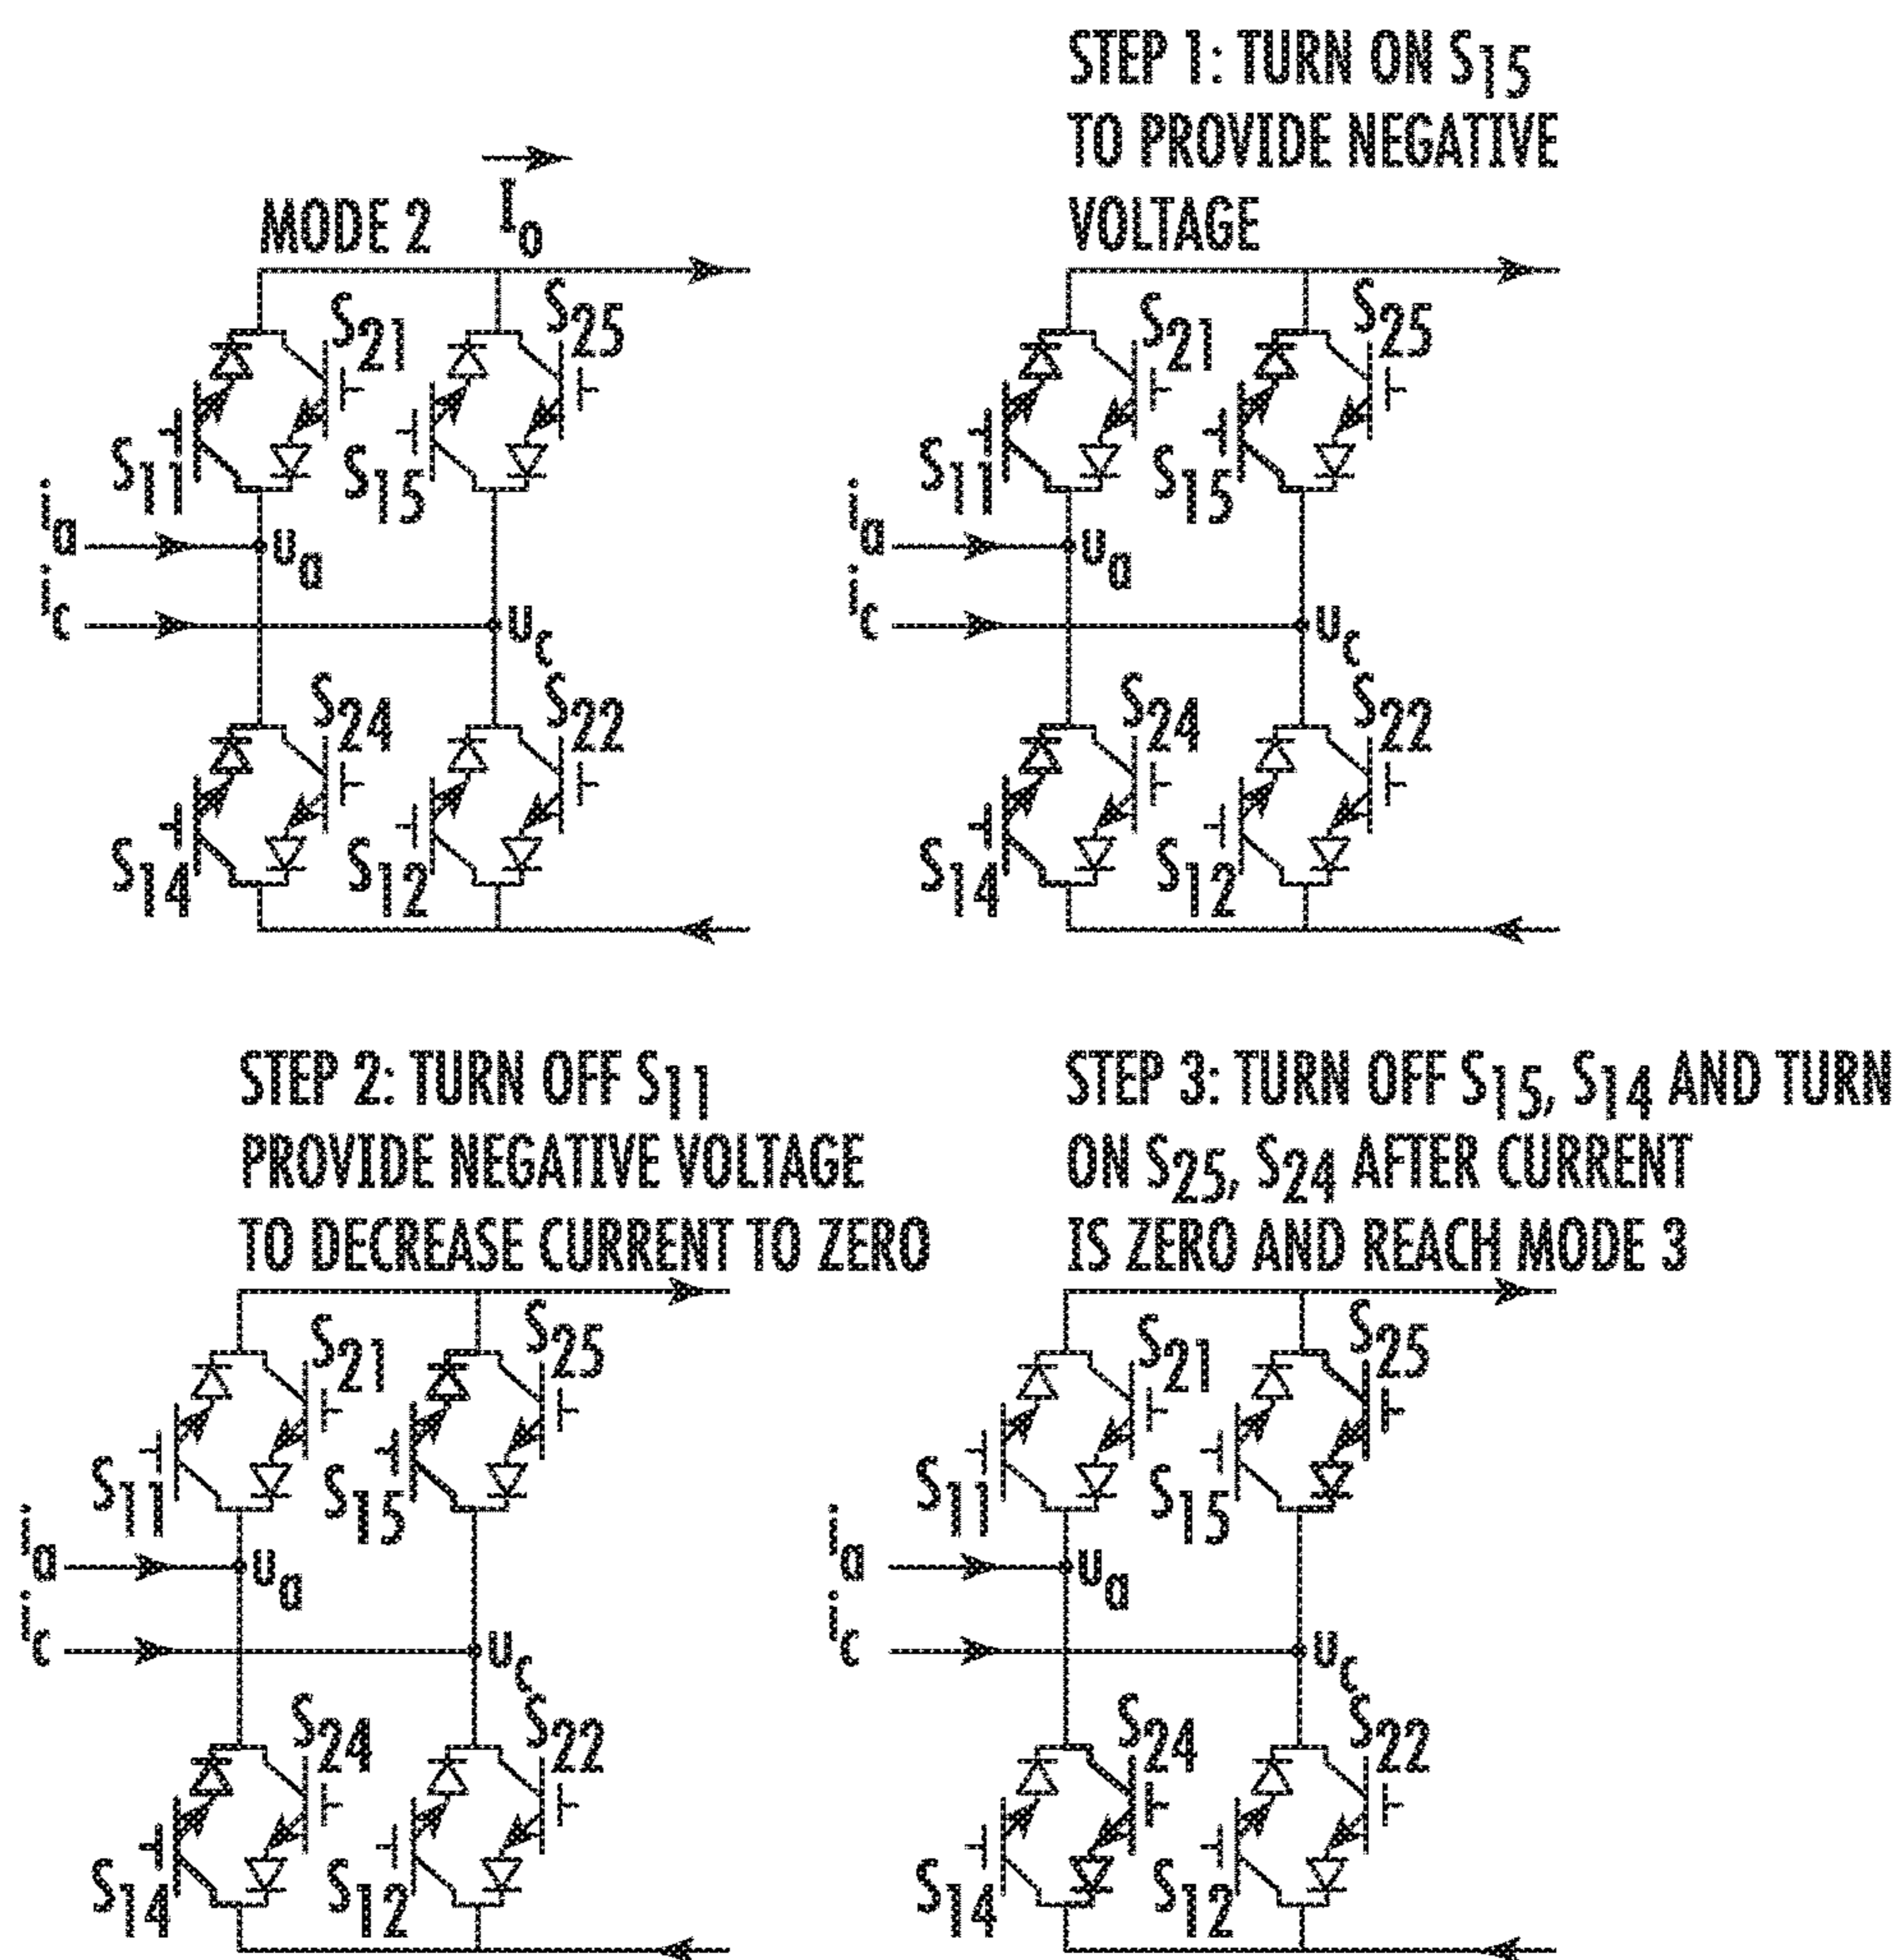 STEP 1: TURN ON S15
TO PROVIDE NEGATIVE
VOLTAGE
MODE 2 Io
S21 S25
S11 S15
ia ua
ic uc
S24 S22
S14 S12
S21 S25
S11 S15
ia ua
ic uc
S24 S22
S14 S12
STEP 2: TURN OFF S11
PROVIDE NEGATIVE VOLTAGE
TO DECREASE CURRENT TO ZERO
S21 S25
S11 S15
ia ua
ic uc
S24 S22
S14 S12
STEP 3: TURN OFF S15, S14 AND TURN
ON S25, S24 AFTER CURRENT
IS ZERO AND REACH MODE 3
S21 S25
S11 S15
ia ua
ic uc
S24 S22
S14 S12